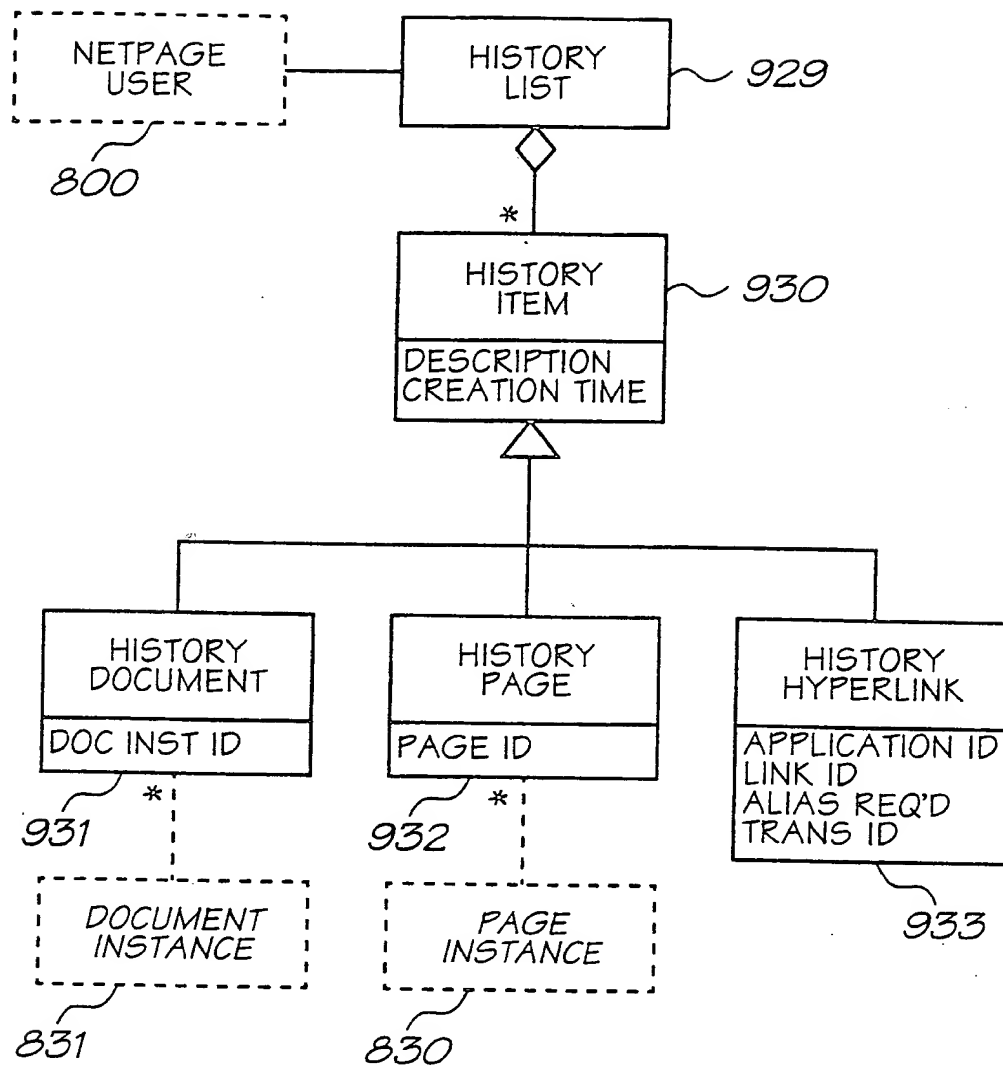 NETPAGE
USER
800
HISTORY
LIST
929
*
HISTORY
ITEM
930
DESCRIPTION
CREATION TIME
HISTORY
DOCUMENT
DOC INST ID
931
*
HISTORY
PAGE
PAGE ID
932
*
HISTORY
HYPERLINK
APPLICATION ID
LINK ID
ALIAS REQ'D
TRANS ID
933
DOCUMENT
INSTANCE
831
PAGE
INSTANCE
830